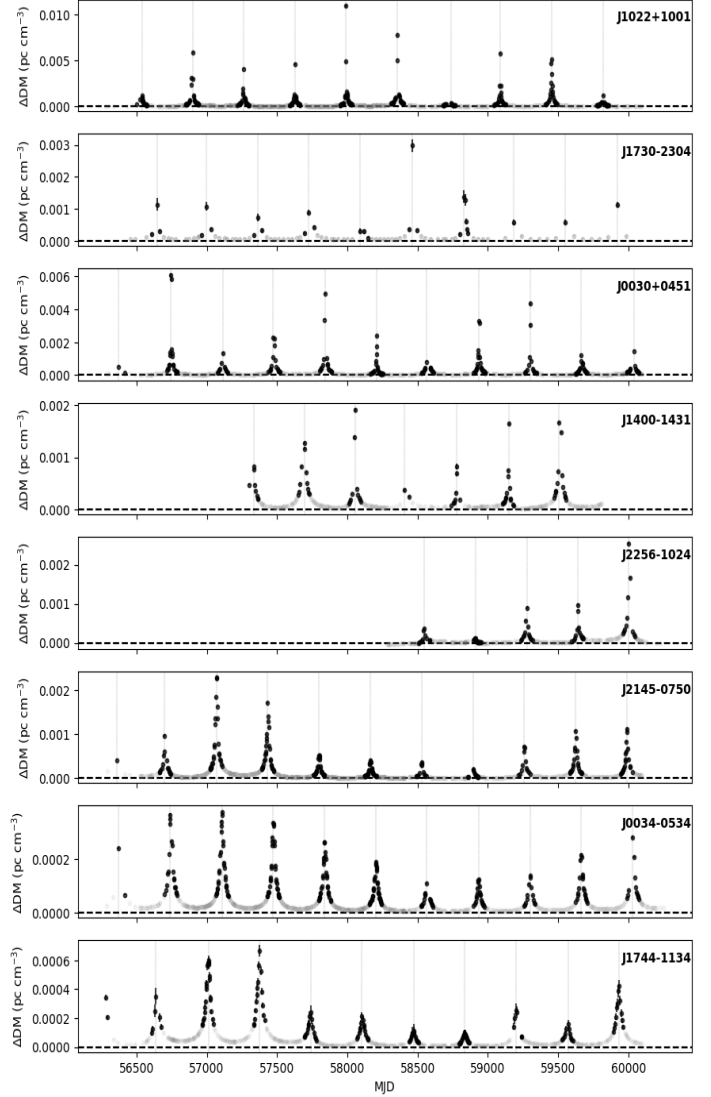 J1022+1001
ΔDM (pc cm⁻³)
0.010
0.005
0.000
J1730-2304
ΔDM (pc cm⁻³)
0.003
0.002
0.001
0.000
J0030+0451
ΔDM (pc cm⁻³)
0.006
0.004
0.002
0.000
J1400-1431
ΔDM (pc cm⁻³)
0.002
0.001
0.000
J2256-1024
ΔDM (pc cm⁻³)
0.002
0.001
0.000
J2145-0750
ΔDM (pc cm⁻³)
0.002
0.001
0.000
J0034-0534
ΔDM (pc cm⁻³)
0.0002
0.0000
J1744-1134
ΔDM (pc cm⁻³)
0.0006
0.0004
0.0002
0.0000
56500 57000 57500 58000 58500 59000 59500 60000
MJD